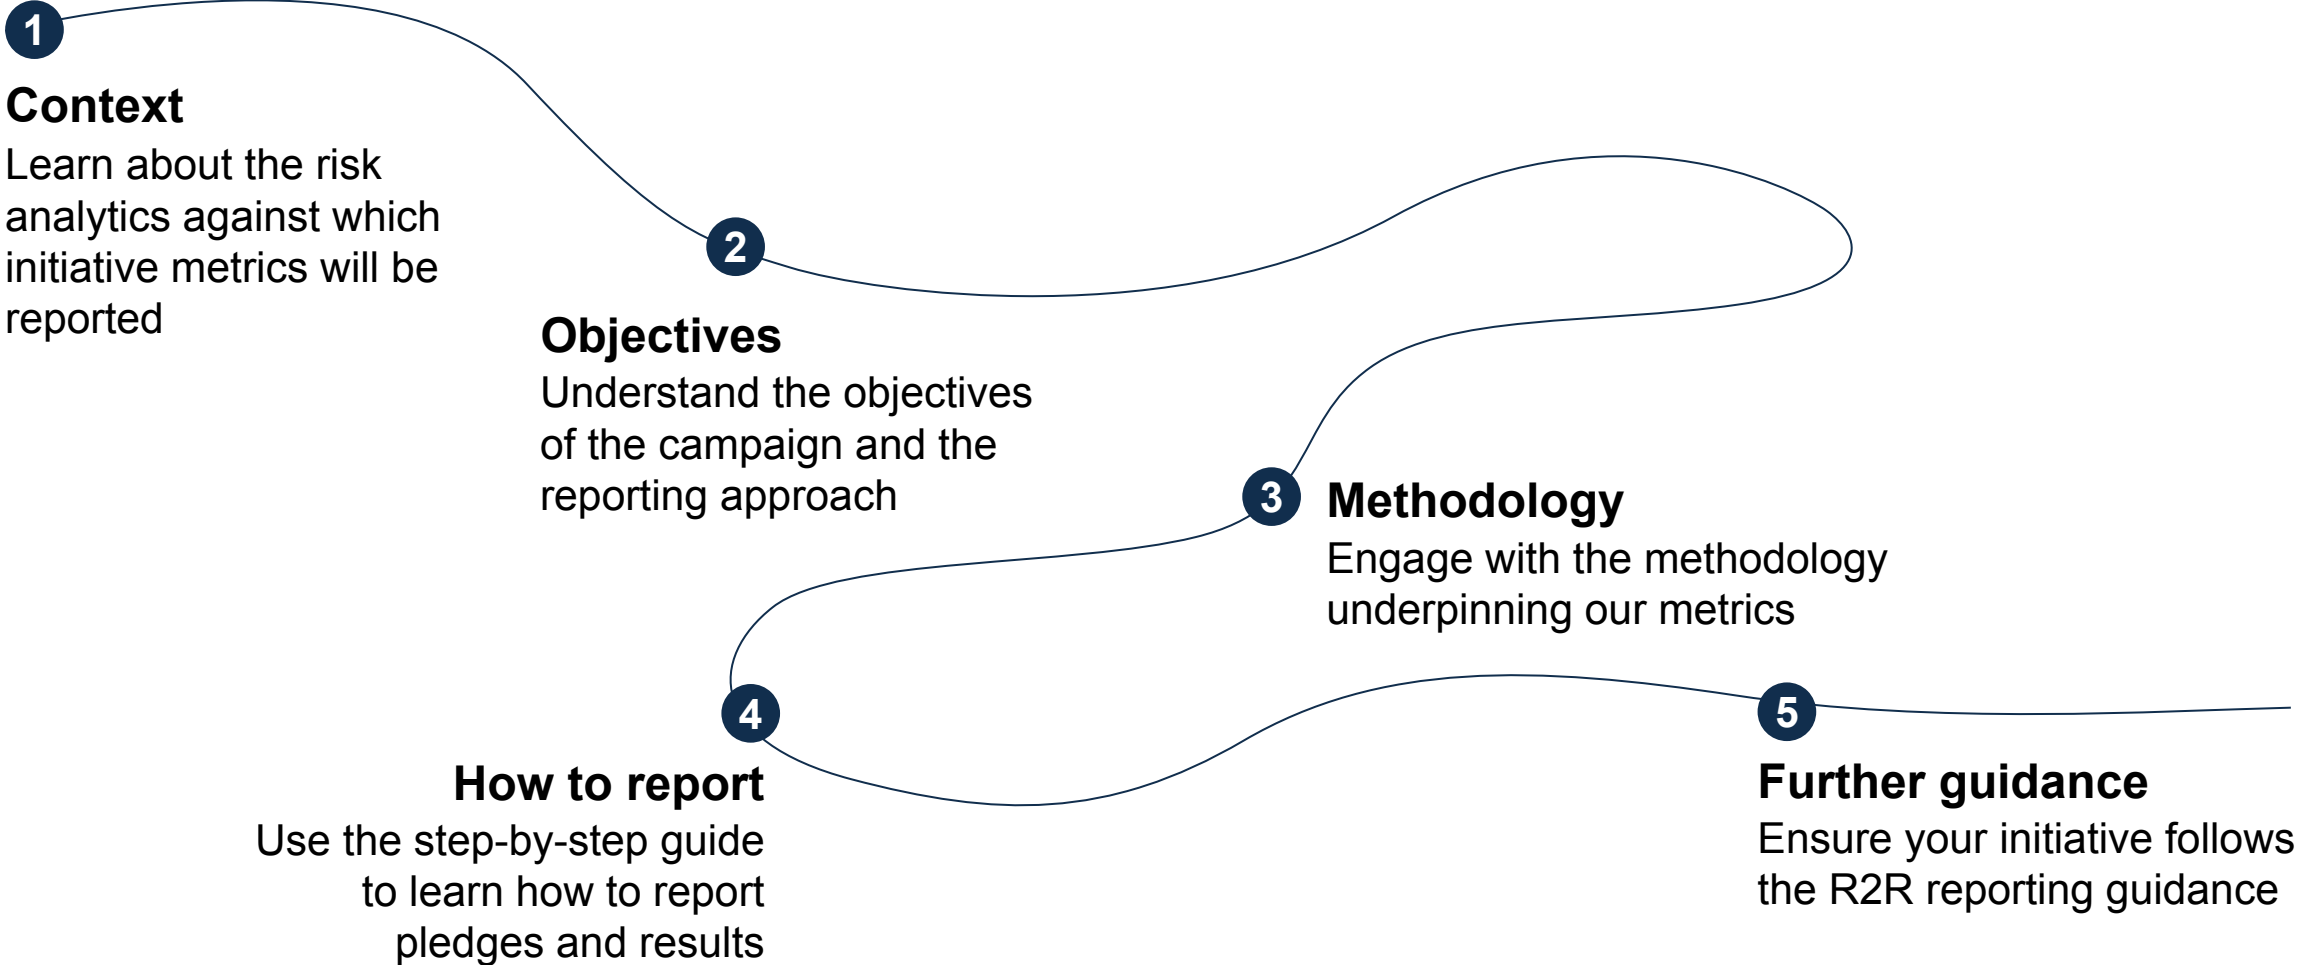 1
Context
Learn about the risk
analytics against which
initiative metrics will be
reported
2
Objectives
Understand the objectives
of the campaign and the
reporting approach
3
Methodology
Engage with the methodology
underpinning our metrics
4
How to report
Use the step-by-step guide
to learn how to report
pledges and results
5
Further guidance
Ensure your initiative follows
the R2R reporting guidance